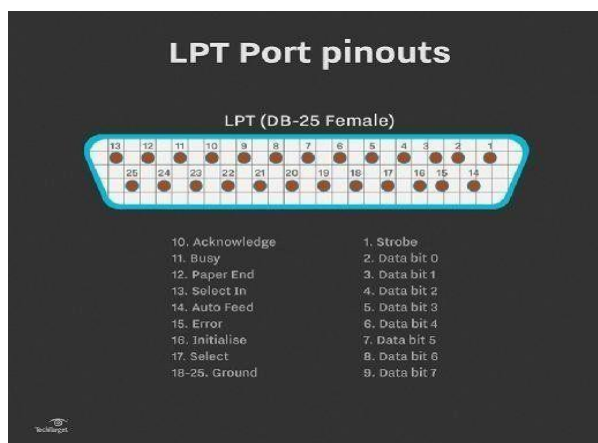 LPT Port pinouts
LPT (DB-25 Female)
13 12 11 10 9 8 7 6 5 4 3 2 1
25 24 23 22 21 20 19 18 17 16 15 14
10. Acknowledge
11. Busy
12. Paper End
13. Select In
14. Auto Feed
15. Error
16. Initialise
17. Select
18-25. Ground
1. Strobe
2. Data bit 0
3. Data bit 1
4. Data bit 2
5. Data bit 3
6. Data bit 4
7. Data bit 5
8. Data bit 6
9. Data bit 7
TechTarget